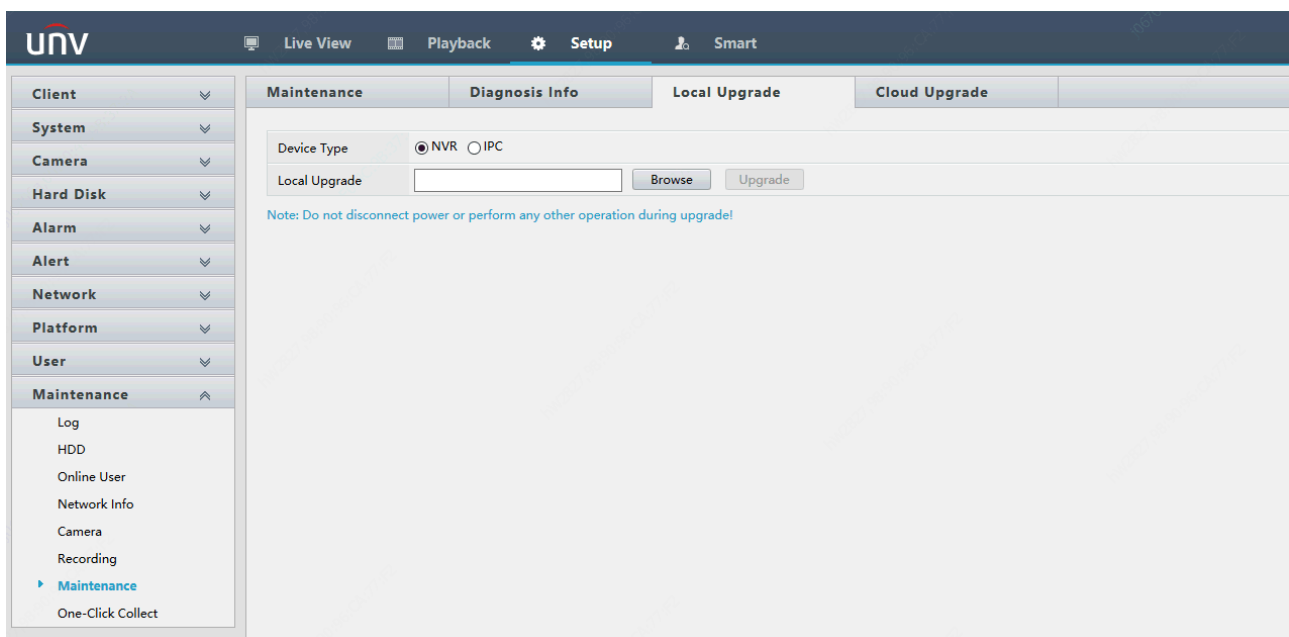 unv
Live View Playback Setup Smart
Client
System
Camera
Hard Disk
Alarm
Alert
Network
Platform
User
Maintenance
Log
HDD
Online User
Network Info
Camera
Recording
Maintenance
One-Click Collect
Maintenance Diagnosis Info Local Upgrade Cloud Upgrade
Device Type NVR IPC
Local Upgrade Browse Upgrade
Note: Do not disconnect power or perform any other operation during upgrade!